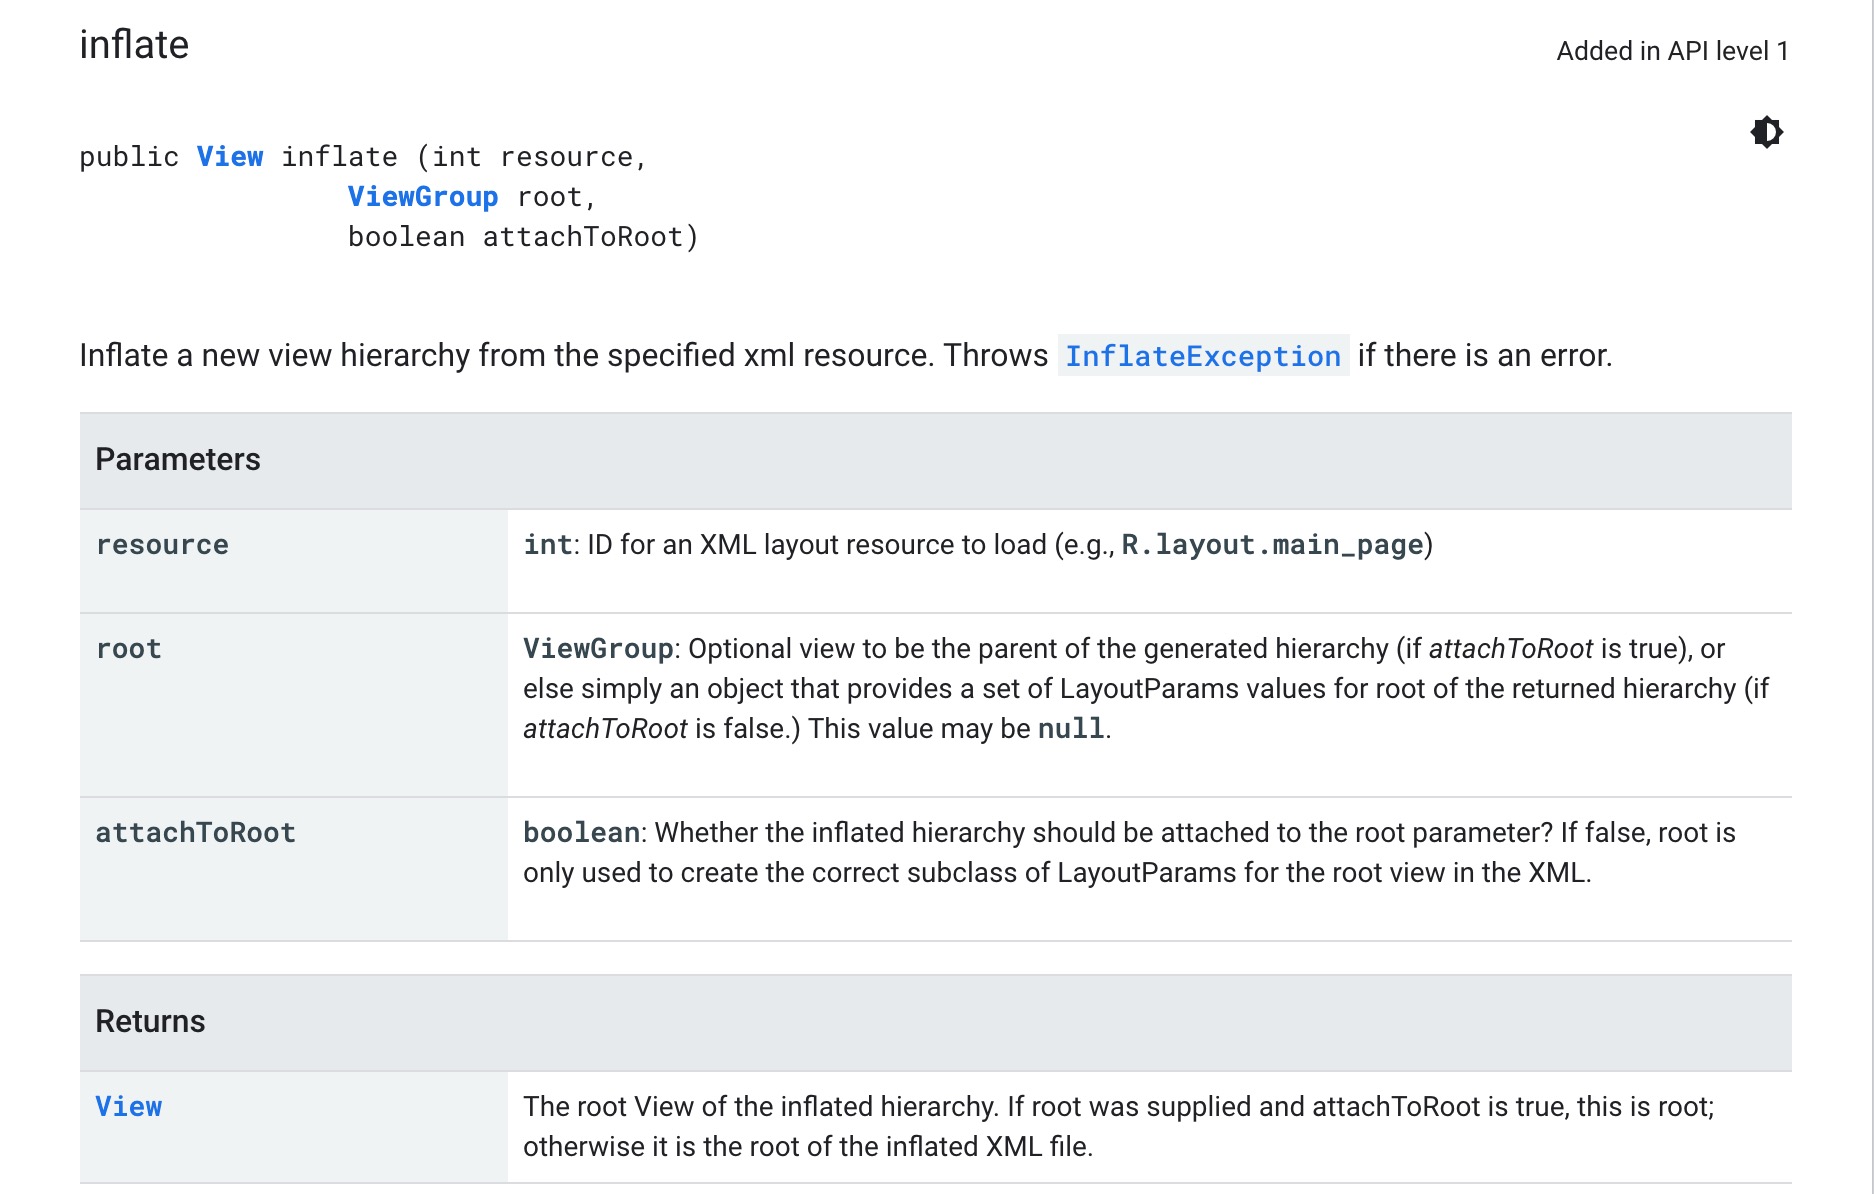 inflate
Added in API level 1
public View inflate (int resource,
ViewGroup root,
boolean attachToRoot)
Inflate a new view hierarchy from the specified xml resource. Throws InflateException if there is an error.
Parameters
resource
int: ID for an XML layout resource to load (e.g., R.layout.main_page)
root
ViewGroup: Optional view to be the parent of the generated hierarchy (if attachToRoot is true), or
else simply an object that provides a set of LayoutParams values for root of the returned hierarchy (if
attachToRoot is false.) This value may be null.
attachToRoot
boolean: Whether the inflated hierarchy should be attached to the root parameter? If false, root is
only used to create the correct subclass of LayoutParams for the root view in the XML.
Returns
View
The root View of the inflated hierarchy. If root was supplied and attachToRoot is true, this is root;
otherwise it is the root of the inflated XML file.